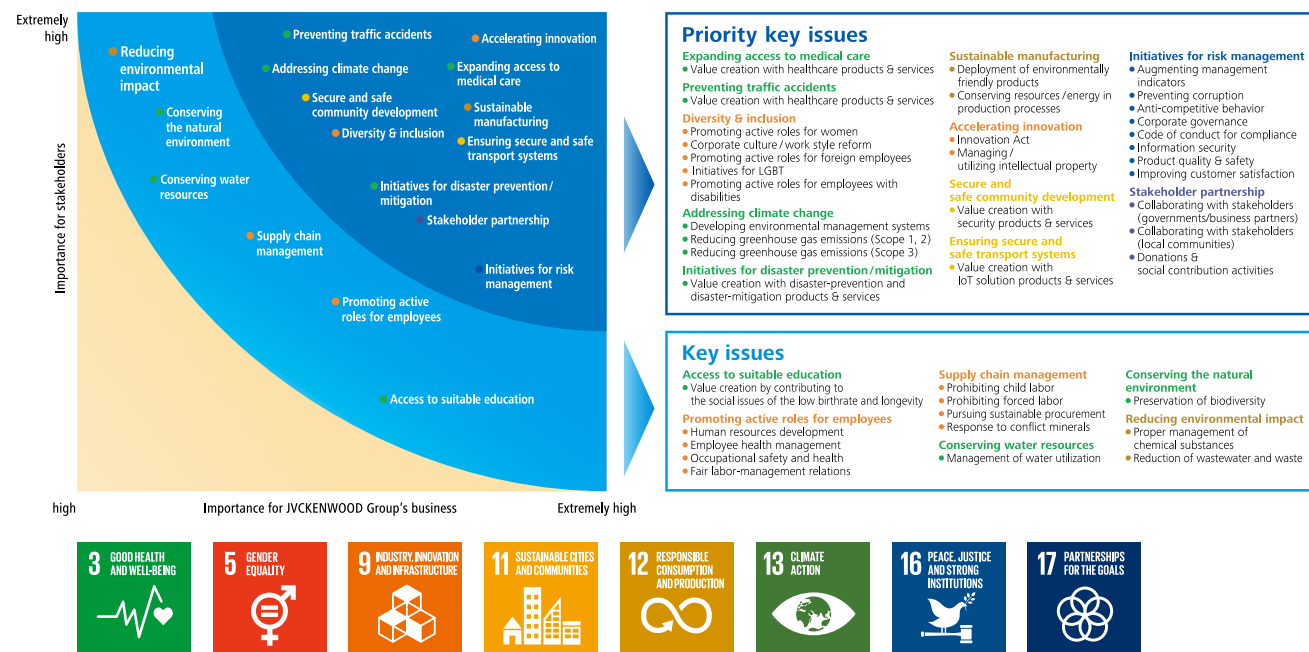 Extremely
high
Importance for stakeholders
Reducing
environmental
impact
Preventing traffic accidents
Accelerating innovation
Addressing climate change
Expanding access to
medical care
Conserving
the natural
environment
Secure and safe
community development
Sustainable
manufacturing
Diversity & inclusion
Ensuring secure and safe
transport systems
Conserving water
resources
Initiatives for disaster prevention/
mitigation
Stakeholder partnership
Supply chain
management
Initiatives for risk
management
Promoting active
roles for employees
Access to suitable education
high
Importance for JVCKENWOOD Group's business
Extremely high
Priority key issues
Expanding access to medical care
Value creation with healthcare products & services
Preventing traffic accidents
Value creation with healthcare products & services
Diversity & inclusion
Promoting active roles for women
Corporate culture/work style reform
Promoting active roles for foreign employees
Initiatives for LGBT
Promoting active roles for employees with
disabilities
Addressing climate change
Developing environmental management systems
Reducing greenhouse gas emissions (Scope 1, 2)
Reducing greenhouse gas emissions (Scope 3)
Initiatives for disaster prevention/mitigation
Value creation with disaster-prevention and
disaster-mitigation products & services
Sustainable manufacturing
Deployment of environmentally
friendly products
Conserving resources/energy in
production processes
Accelerating innovation
Innovation Act
Managing/
utilizing intellectual property
Secure and
safe community development
Value creation with
security products & services
Ensuring secure and
safe transport systems
Value creation with
IoT solution products & services
Initiatives for risk management
Augmenting management
indicators
Preventing corruption
Anti-competitive behavior
Corporate governance
Code of conduct for compliance
Information security
Product quality & safety
Improving customer satisfaction
Stakeholder partnership
Collaborating with stakeholders
(governments/business partners)
Collaborating with stakeholders
(local communities)
Donations &
social contribution activities
Key issues
Access to suitable education
Value creation by contributing to
the social issues of the low birthrate and longevity
Promoting active roles for employees
Human resources development
Employee health management
Occupational safety and health
Fair labor-management relations
Supply chain management
Prohibiting child labor
Prohibiting forced labor
Pursuing sustainable procurement
Response to conflict minerals
Conserving water resources
Management of water utilization
Conserving the natural
environment
Preservation of biodiversity
Reducing environmental impact
Proper management of
chemical substances
Reduction of wastewater and waste
3 GOOD HEALTH
AND WELL-BEING
5 GENDER
EQUALITY
9 INDUSTRY, INNOVATION
AND INFRASTRUCTURE
11 SUSTAINABLE CITIES
AND COMMUNITIES
12 RESPONSIBLE
CONSUMPTION
AND PRODUCTION
13 CLIMATE
ACTION
16 PEACE, JUSTICE
AND STRONG
INSTITUTIONS
17 PARTNERSHIPS
FOR THE GOALS